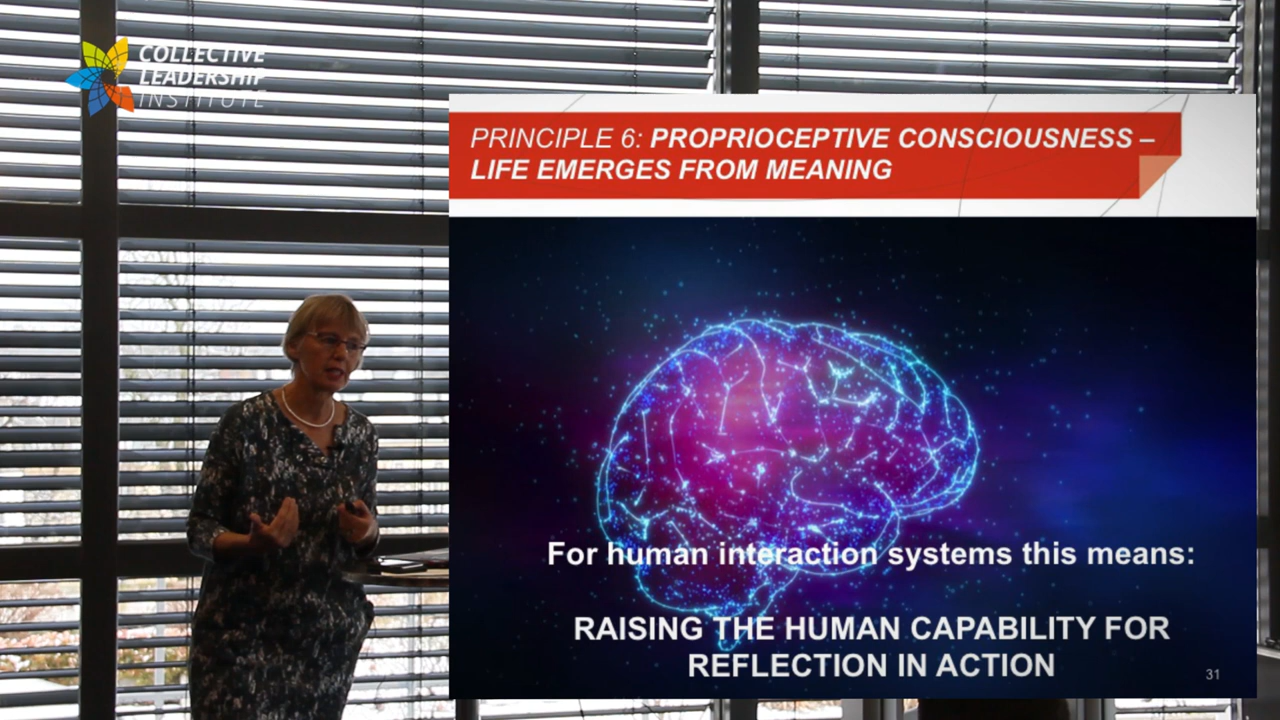 COLLECTIVE
LEADERSHIP
INSTITUTE
PRINCIPLE 6: PROPRIOCEPTIVE CONSCIOUSNESS –
LIFE EMERGES FROM MEANING
For human interaction systems this means:
RAISING THE HUMAN CAPABILITY FOR
REFLECTION IN ACTION
31